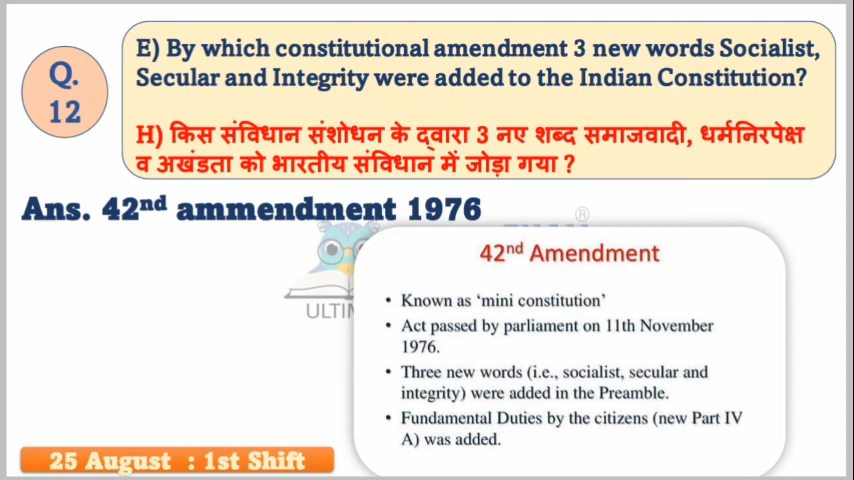 Q.
12
E) By which constitutional amendment 3 new words Socialist,
Secular and Integrity were added to the Indian Constitution?
H) किस संविधान संशोधन के द्वारा 3 नए शब्द समाजवादी, धर्मनिरपेक्ष
व अखंडता को भारतीय संविधान में जोड़ा गया ?
Ans. 42nd ammendment 1976
®
ULTIM
42nd Amendment
• Known as ‘mini constitution’
• Act passed by parliament on 11th November
1976.
• Three new words (i.e., socialist, secular and
integrity) were added in the Preamble.
• Fundamental Duties by the citizens (new Part IV
A) was added.
25 August : 1st Shift